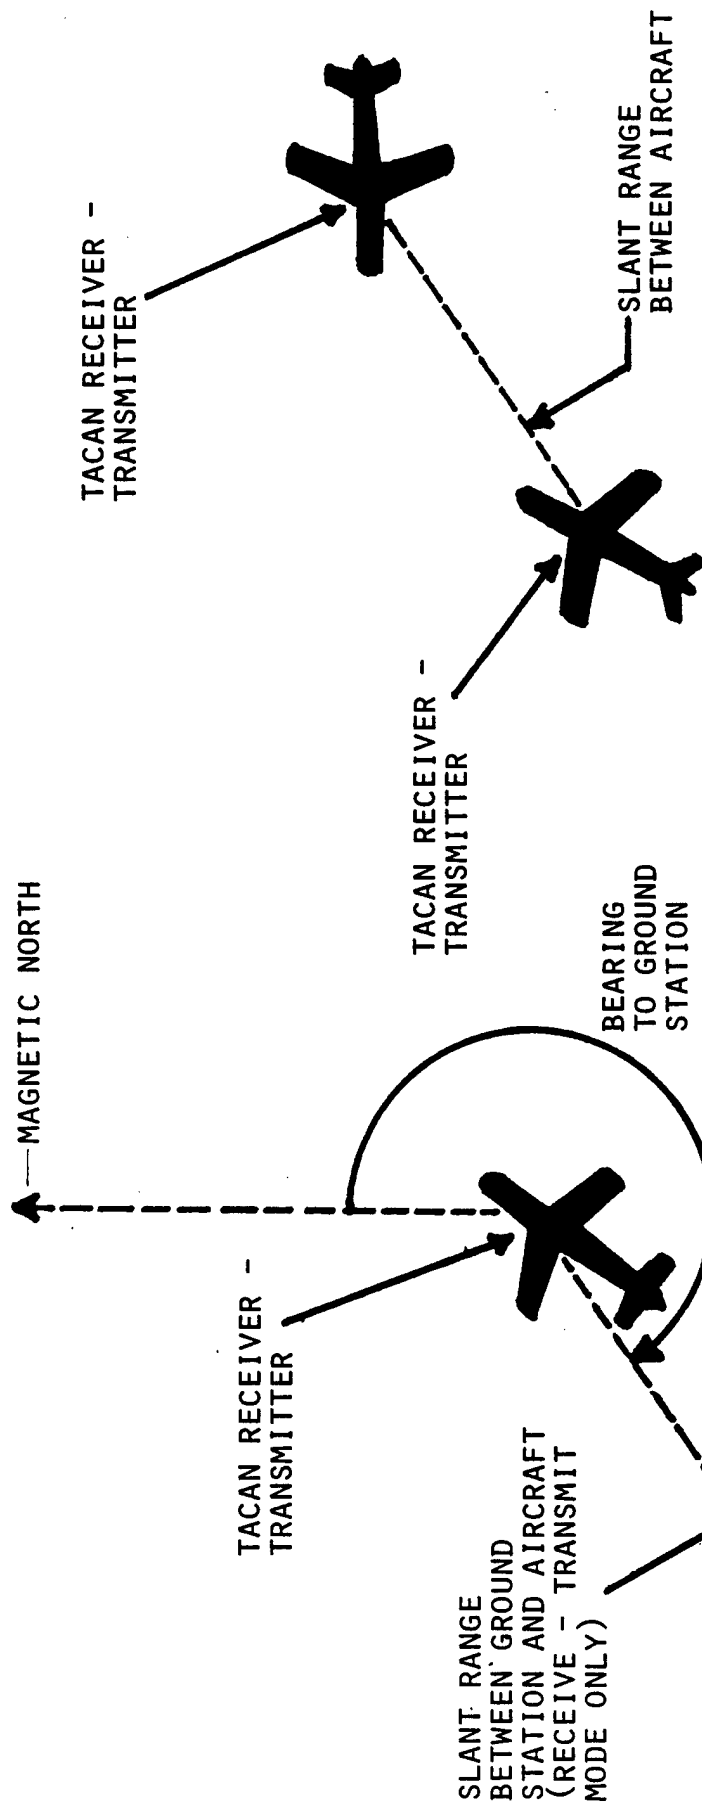 MAGNETIC NORTH
TACAN RECEIVER -
TRANSMITTER
SLANT RANGE
BETWEEN GROUND
STATION AND AIRCRAFT
(RECEIVE - TRANSMIT
MODE ONLY)
BEARING
TO GROUND
STATION
TACAN RECEIVER -
TRANSMITTER
TACAN RECEIVER -
TRANSMITTER
SLANT RANGE
BETWEEN AIRCRAFT